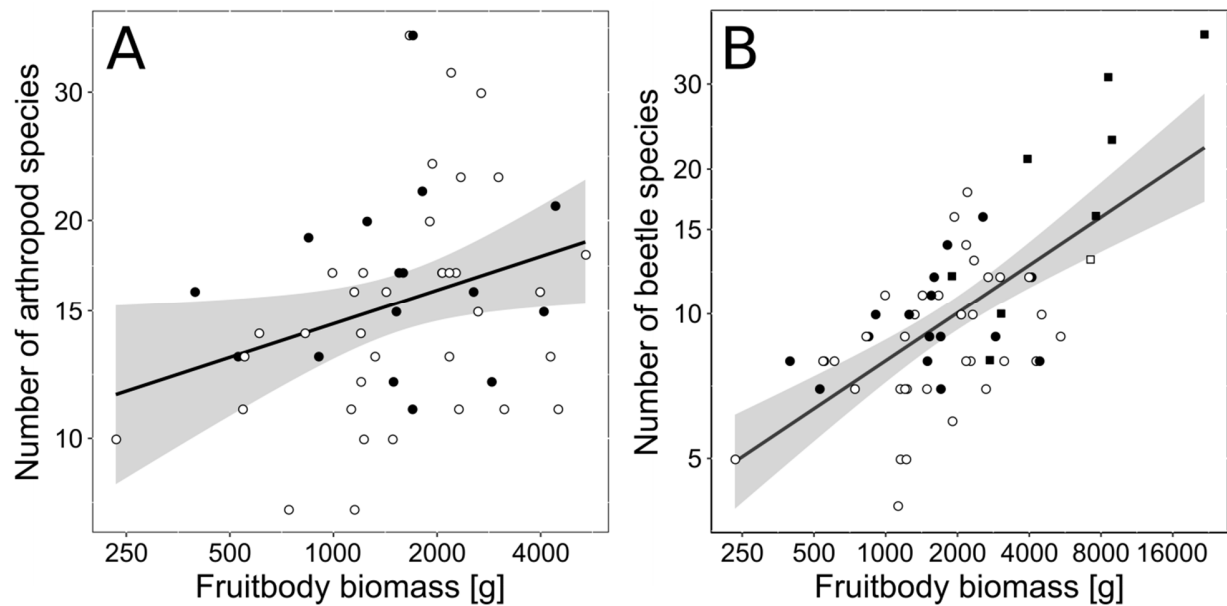 A
Number of arthropod species
30
20
15
10
250 500 1000 2000 4000
Fruitbody biomass [g]
B
Number of beetle species
30
20
15
10
5
250 500 1000 2000 4000 8000 16000
Fruitbody biomass [g]